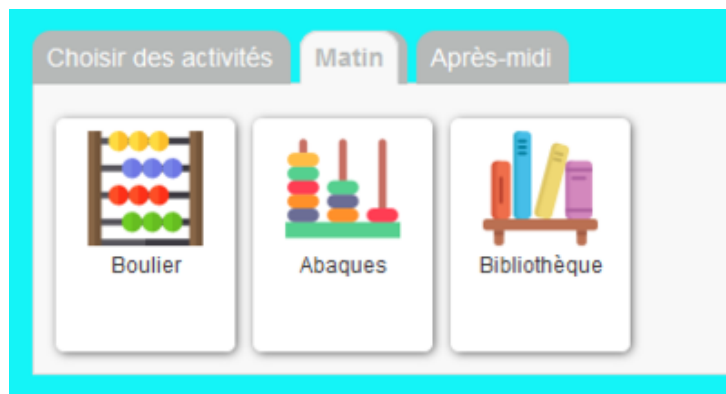 Choisir des activités Matin Après-midi
Boulier Abaques Bibliothèque